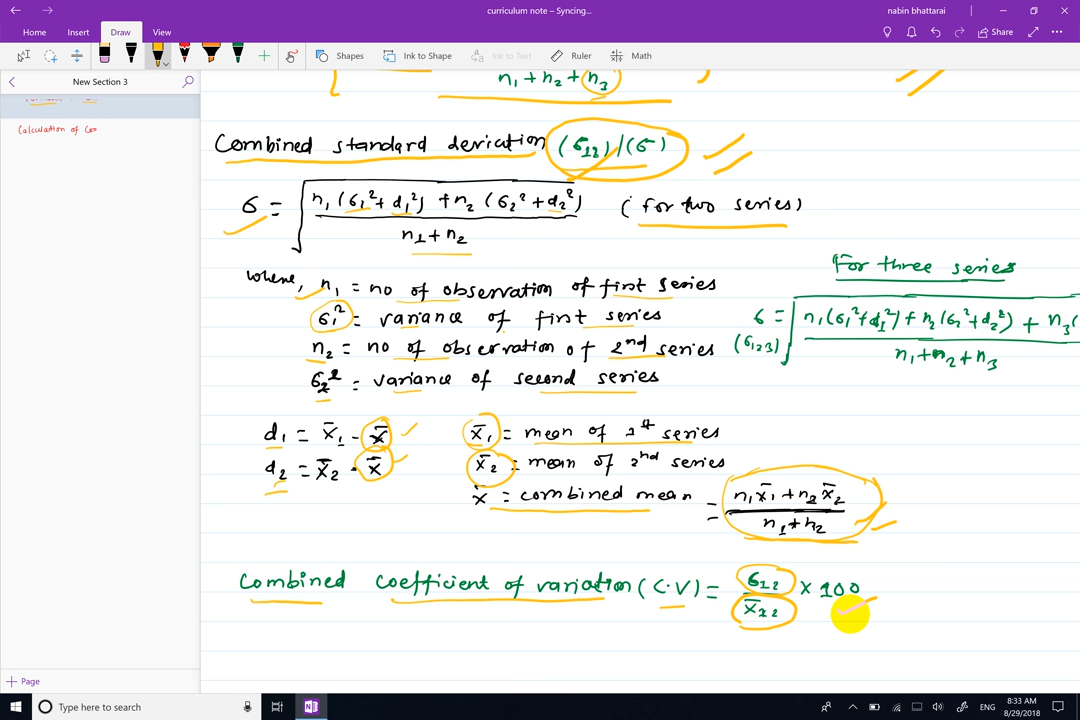 curriculum note – Syncing...
nabin bhattarai
Home Insert Draw View
Share
Shapes
Ink to Shape
Ink to Text
Ruler
Math
New Section 3
Calculation of
n₁ + n₂ + n₃
Combined standard deviation (σ₁₂)/(σ)
σ = √[(n₁(σ₁² + d₁²) + n₂(σ₂² + d₂²)) / (n₁ + n₂)] (for two series)
where, n₁ = no of observation of first series
σ₁² = variance of first series
n₂ = no of observation of 2nd series
σ₂² = variance of second series
For three series
σ = √[(n₁(σ₁² + d₁²) + n₂(σ₂² + d₂²) + n₃( / (n₁ + n₂ + n₃)]
(σ₁₂₃)
d₁ = x̄₁ - x̄
d₂ = x̄₂ - x̄
x̄₁ = mean of 1st series
x̄₂ = mean of 2nd series
x̄ = combined mean = (n₁x̄₁ + n₂x̄₂) / (n₁ + n₂)
Combined coefficient of variation (C.V) = σ₁₂ / x̄₁₂ × 100
Page
Type here to search
ENG
8:33 AM
8/29/2018